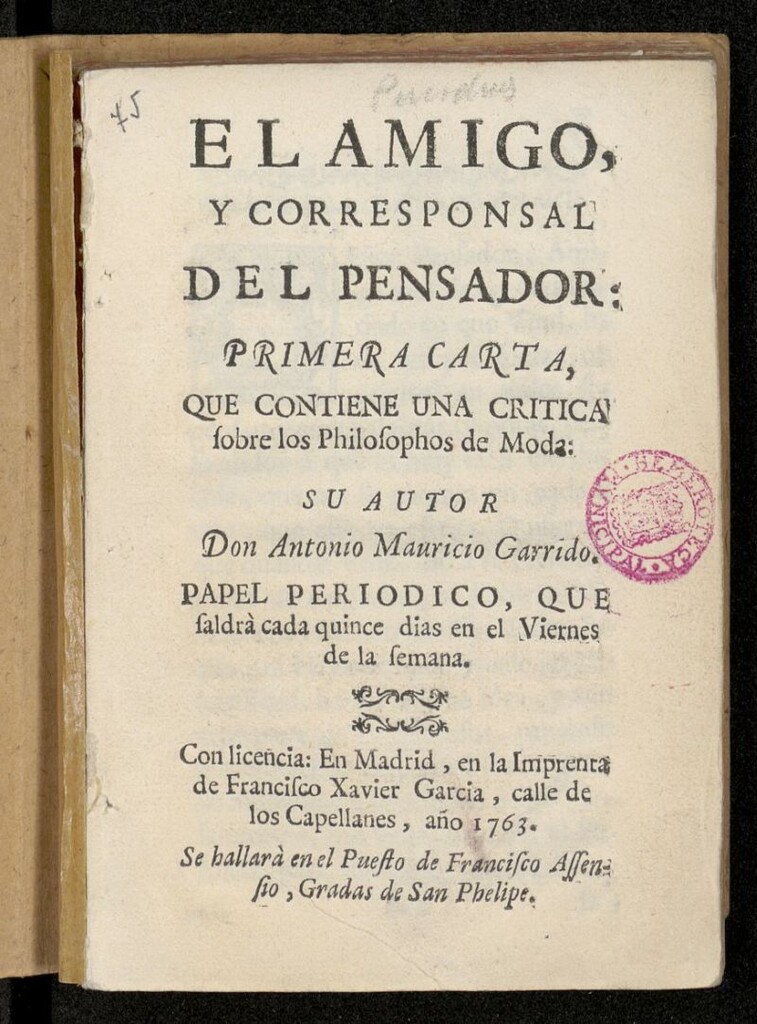 45
EL AMIGO,
Y CORRESPONSAL
DEL PENSADOR:
PRIMERA CARTA,
QUE CONTIENE UNA CRITICA
ſobre los Philoſophos de Moda:
SU AUTOR
Don Antonio Mauricio Garrido.
PAPEL PERIODICO, QUE
ſaldrà cada quince dias en el Viernes
de la ſemana.
Con licencia: En Madrid, en la Imprenta
de Franciſco Xavier Garcia, calle de
los Capellanes, año 1763.
Se hallarà en el Pueſto de Franciſco Aſſen-
ſio, Gradas de San Phelipe.
HEMEROTECA MUNICIPAL